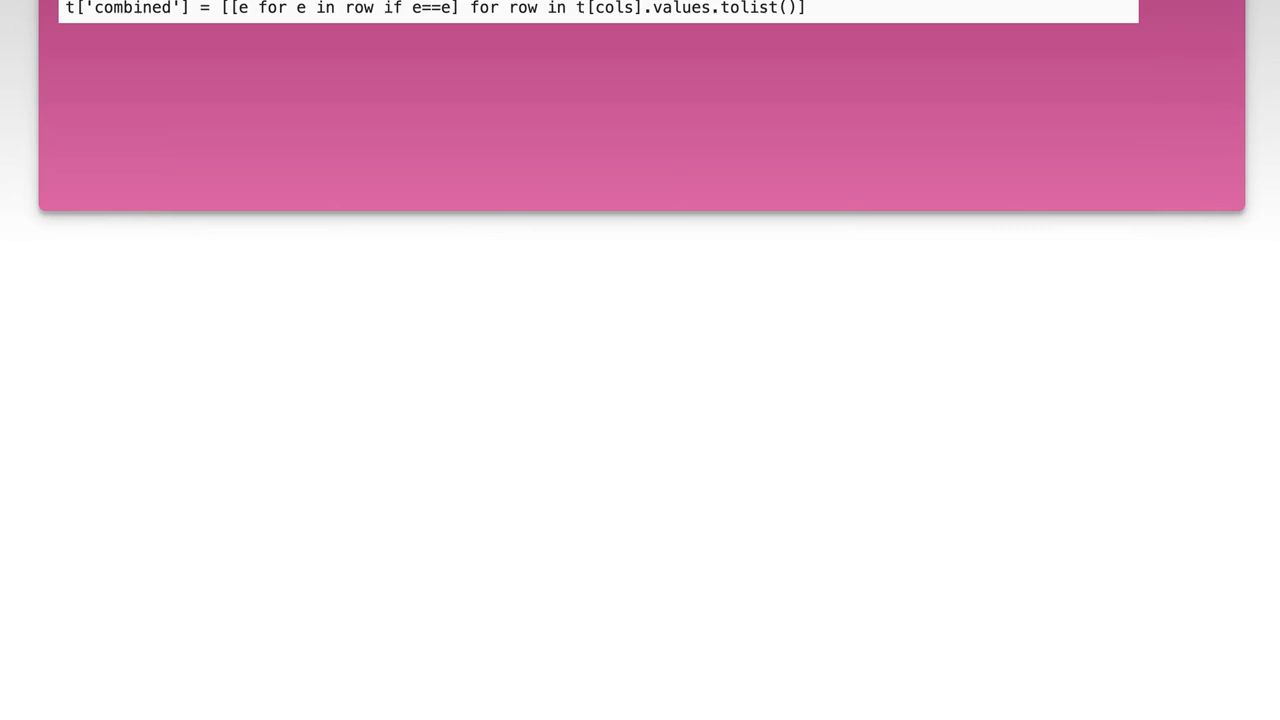 t['combined'] = [[e for e in row if e==e] for row in t[cols].values.tolist()]